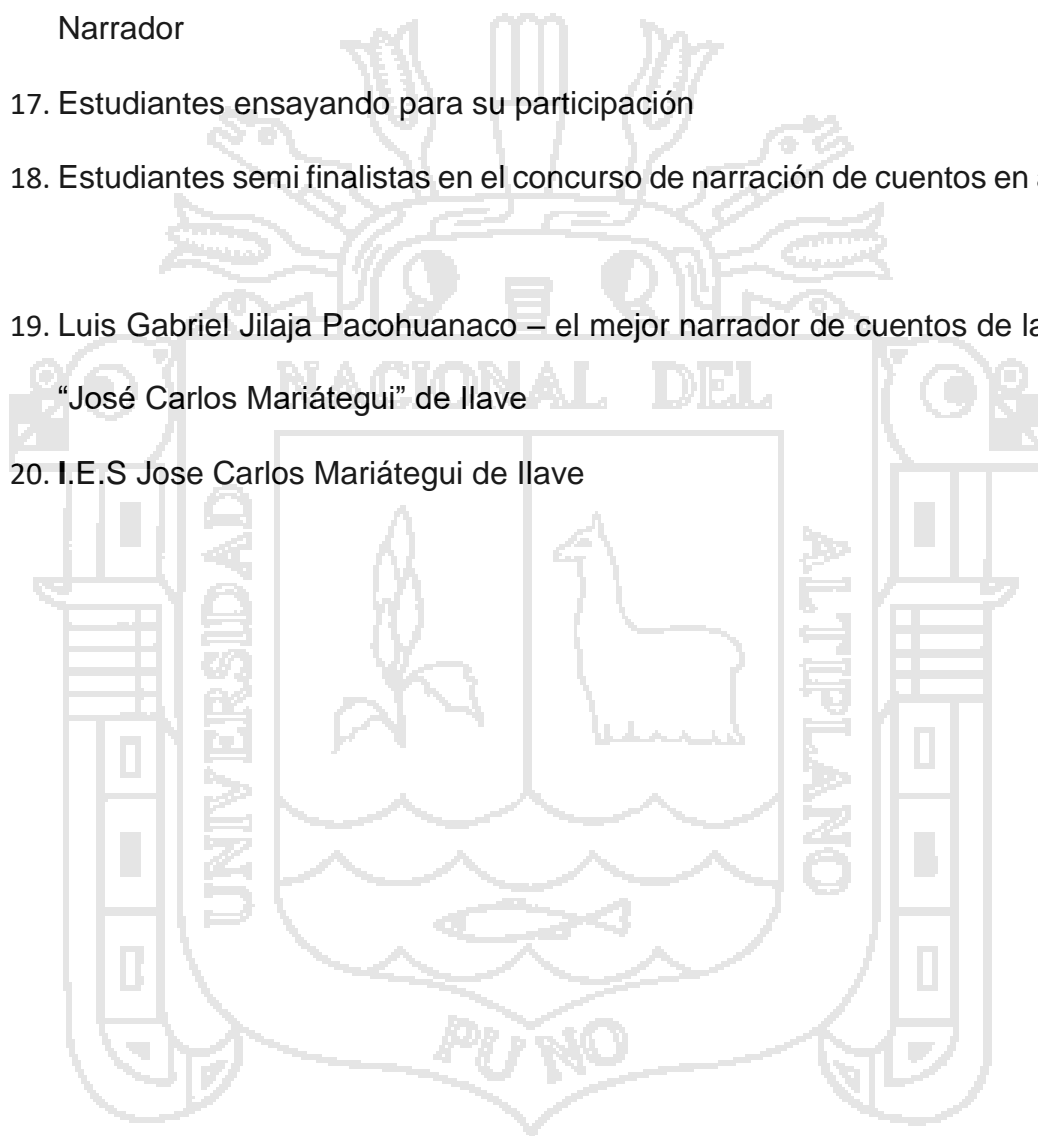 Narrador
17. Estudiantes ensayando para su participación
18. Estudiantes semi finalistas en el concurso de narración de cuentos en
19. Luis Gabriel Jilaja Pacohuanaco – el mejor narrador de cuentos de la
“José Carlos Mariátegui” de Ilave
20. I.E.S Jose Carlos Mariátegui de Ilave
NACIONAL DEL
UNIVERSIDAD
ALTIPLANO
PUNO